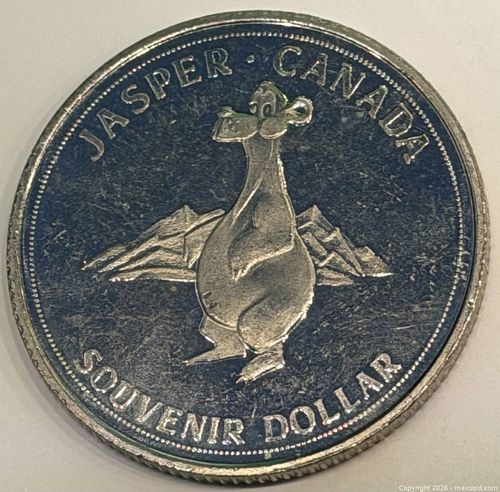 JASPER · CANADA
SOUVENIR DOLLAR
Copyright 2026 - maxsold.com